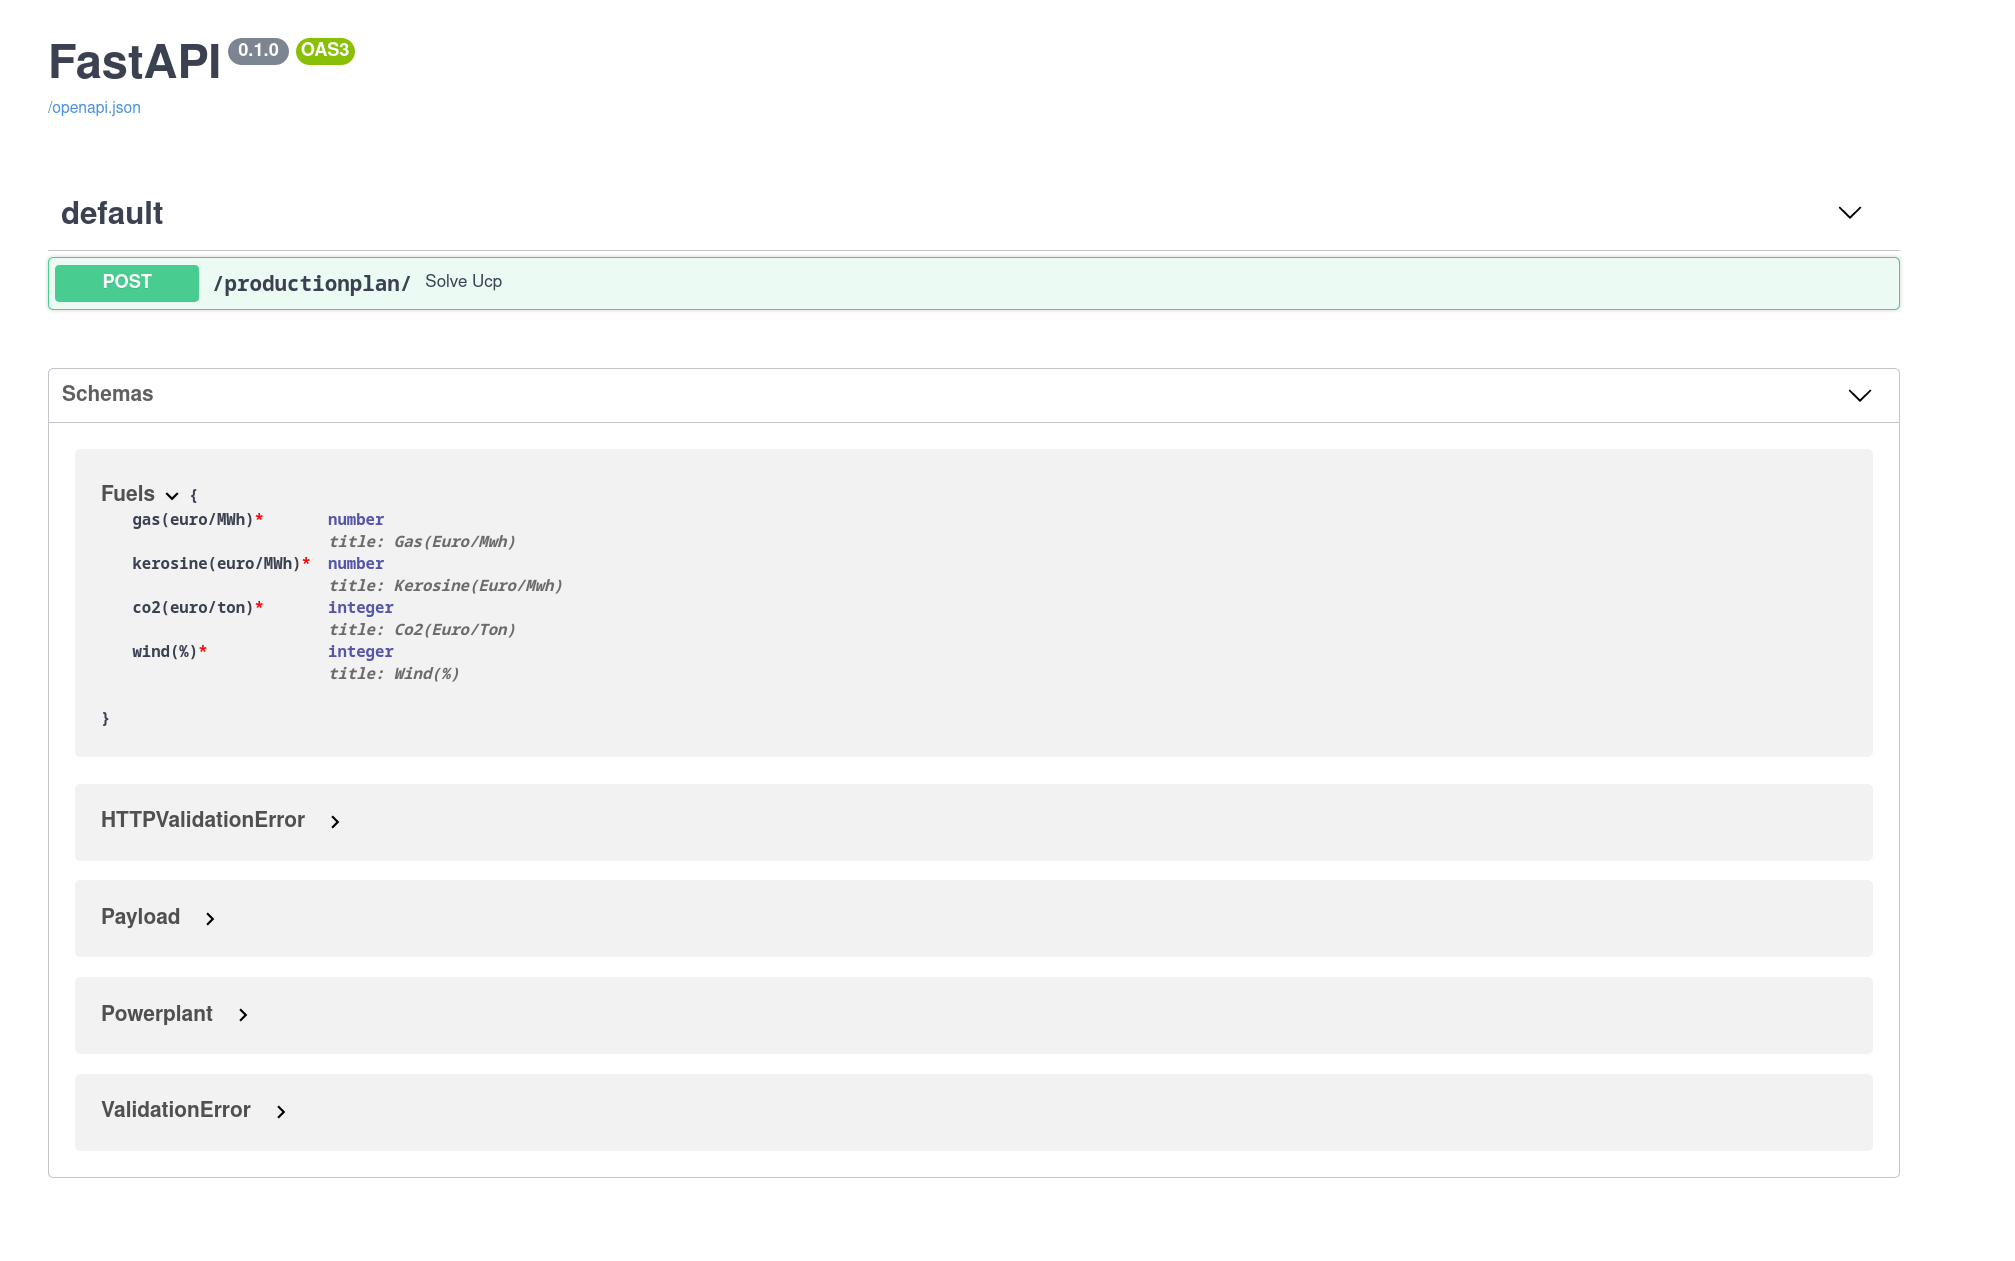 FastAPI 0.1.0 OAS3
/openapi.json
default
POST /productionplan/ Solve Ucp
Schemas
Fuels {
gas(euro/MWh)* number
title: Gas(Euro/Mwh)
kerosine(euro/MWh)* number
title: Kerosine(Euro/Mwh)
co2(euro/ton)* integer
title: Co2(Euro/Ton)
wind(%)* integer
title: Wind(%)
}
HTTPValidationError
Payload
Powerplant
ValidationError